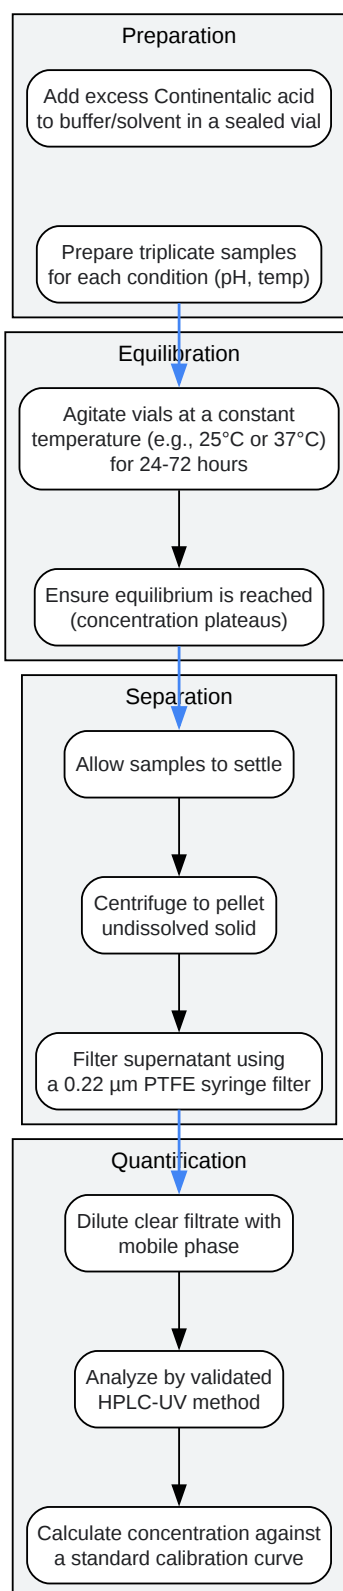 Preparation
Add excess Continentalic acid
to buffer/solvent in a sealed vial
Prepare triplicate samples
for each condition (pH, temp)
Equilibration
Agitate vials at a constant
temperature (e.g., 25°C or 37°C)
for 24-72 hours
Ensure equilibrium is reached
(concentration plateaus)
Separation
Allow samples to settle
Centrifuge to pellet
undissolved solid
Filter supernatant using
a 0.22 µm PTFE syringe filter
Quantification
Dilute clear filtrate with
mobile phase
Analyze by validated
HPLC-UV method
Calculate concentration against
a standard calibration curve